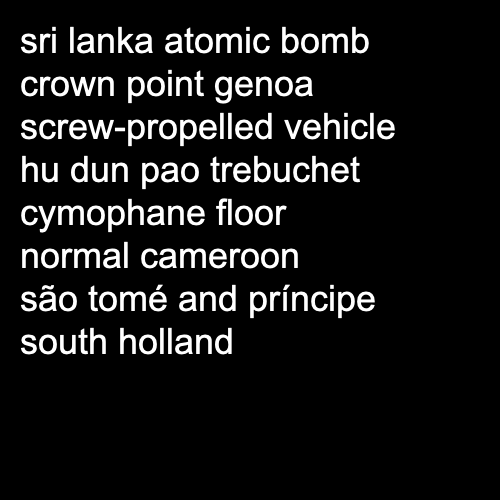 sri lanka atomic bomb
crown point genoa
screw-propelled vehicle
hu dun pao trebuchet
cymophane floor
normal cameroon
são tomé and príncipe
south holland